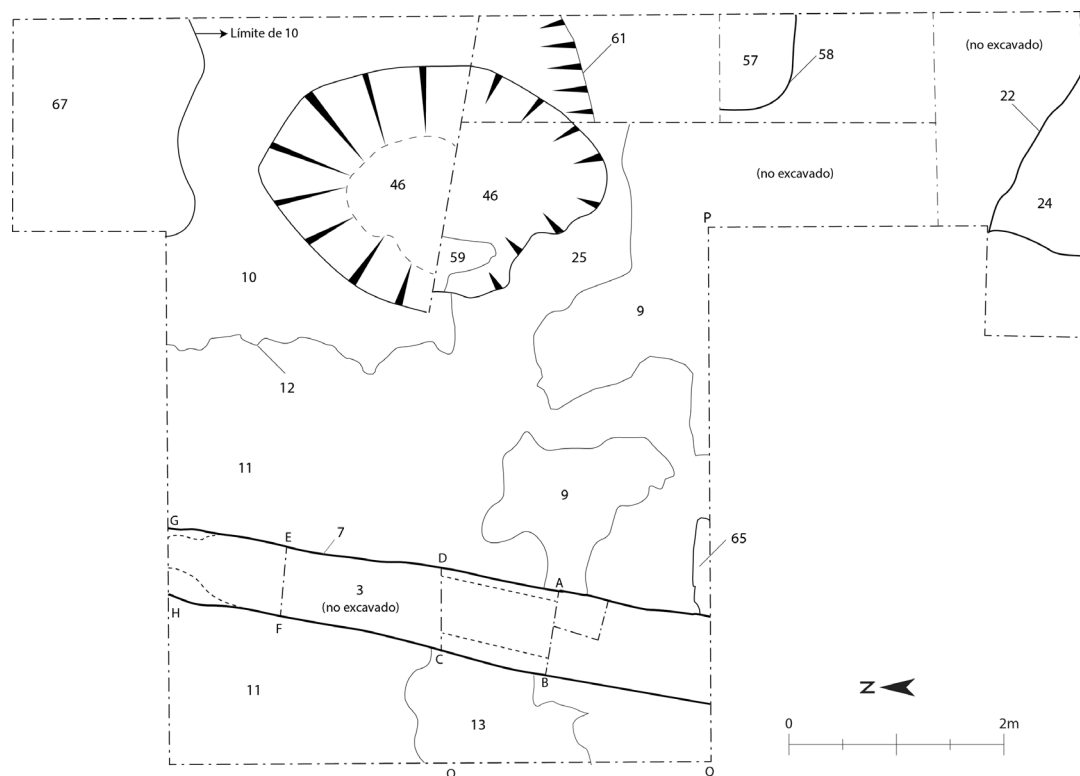 Límite de 10
61
57
58
(no excavado)
67
22
46
46
(no excavado)
24
P
59
25
10
9
12
11
9
G
E
7
D
65
A
3
(no excavado)
H
F
C
B
11
13
N
0
2m
O
O